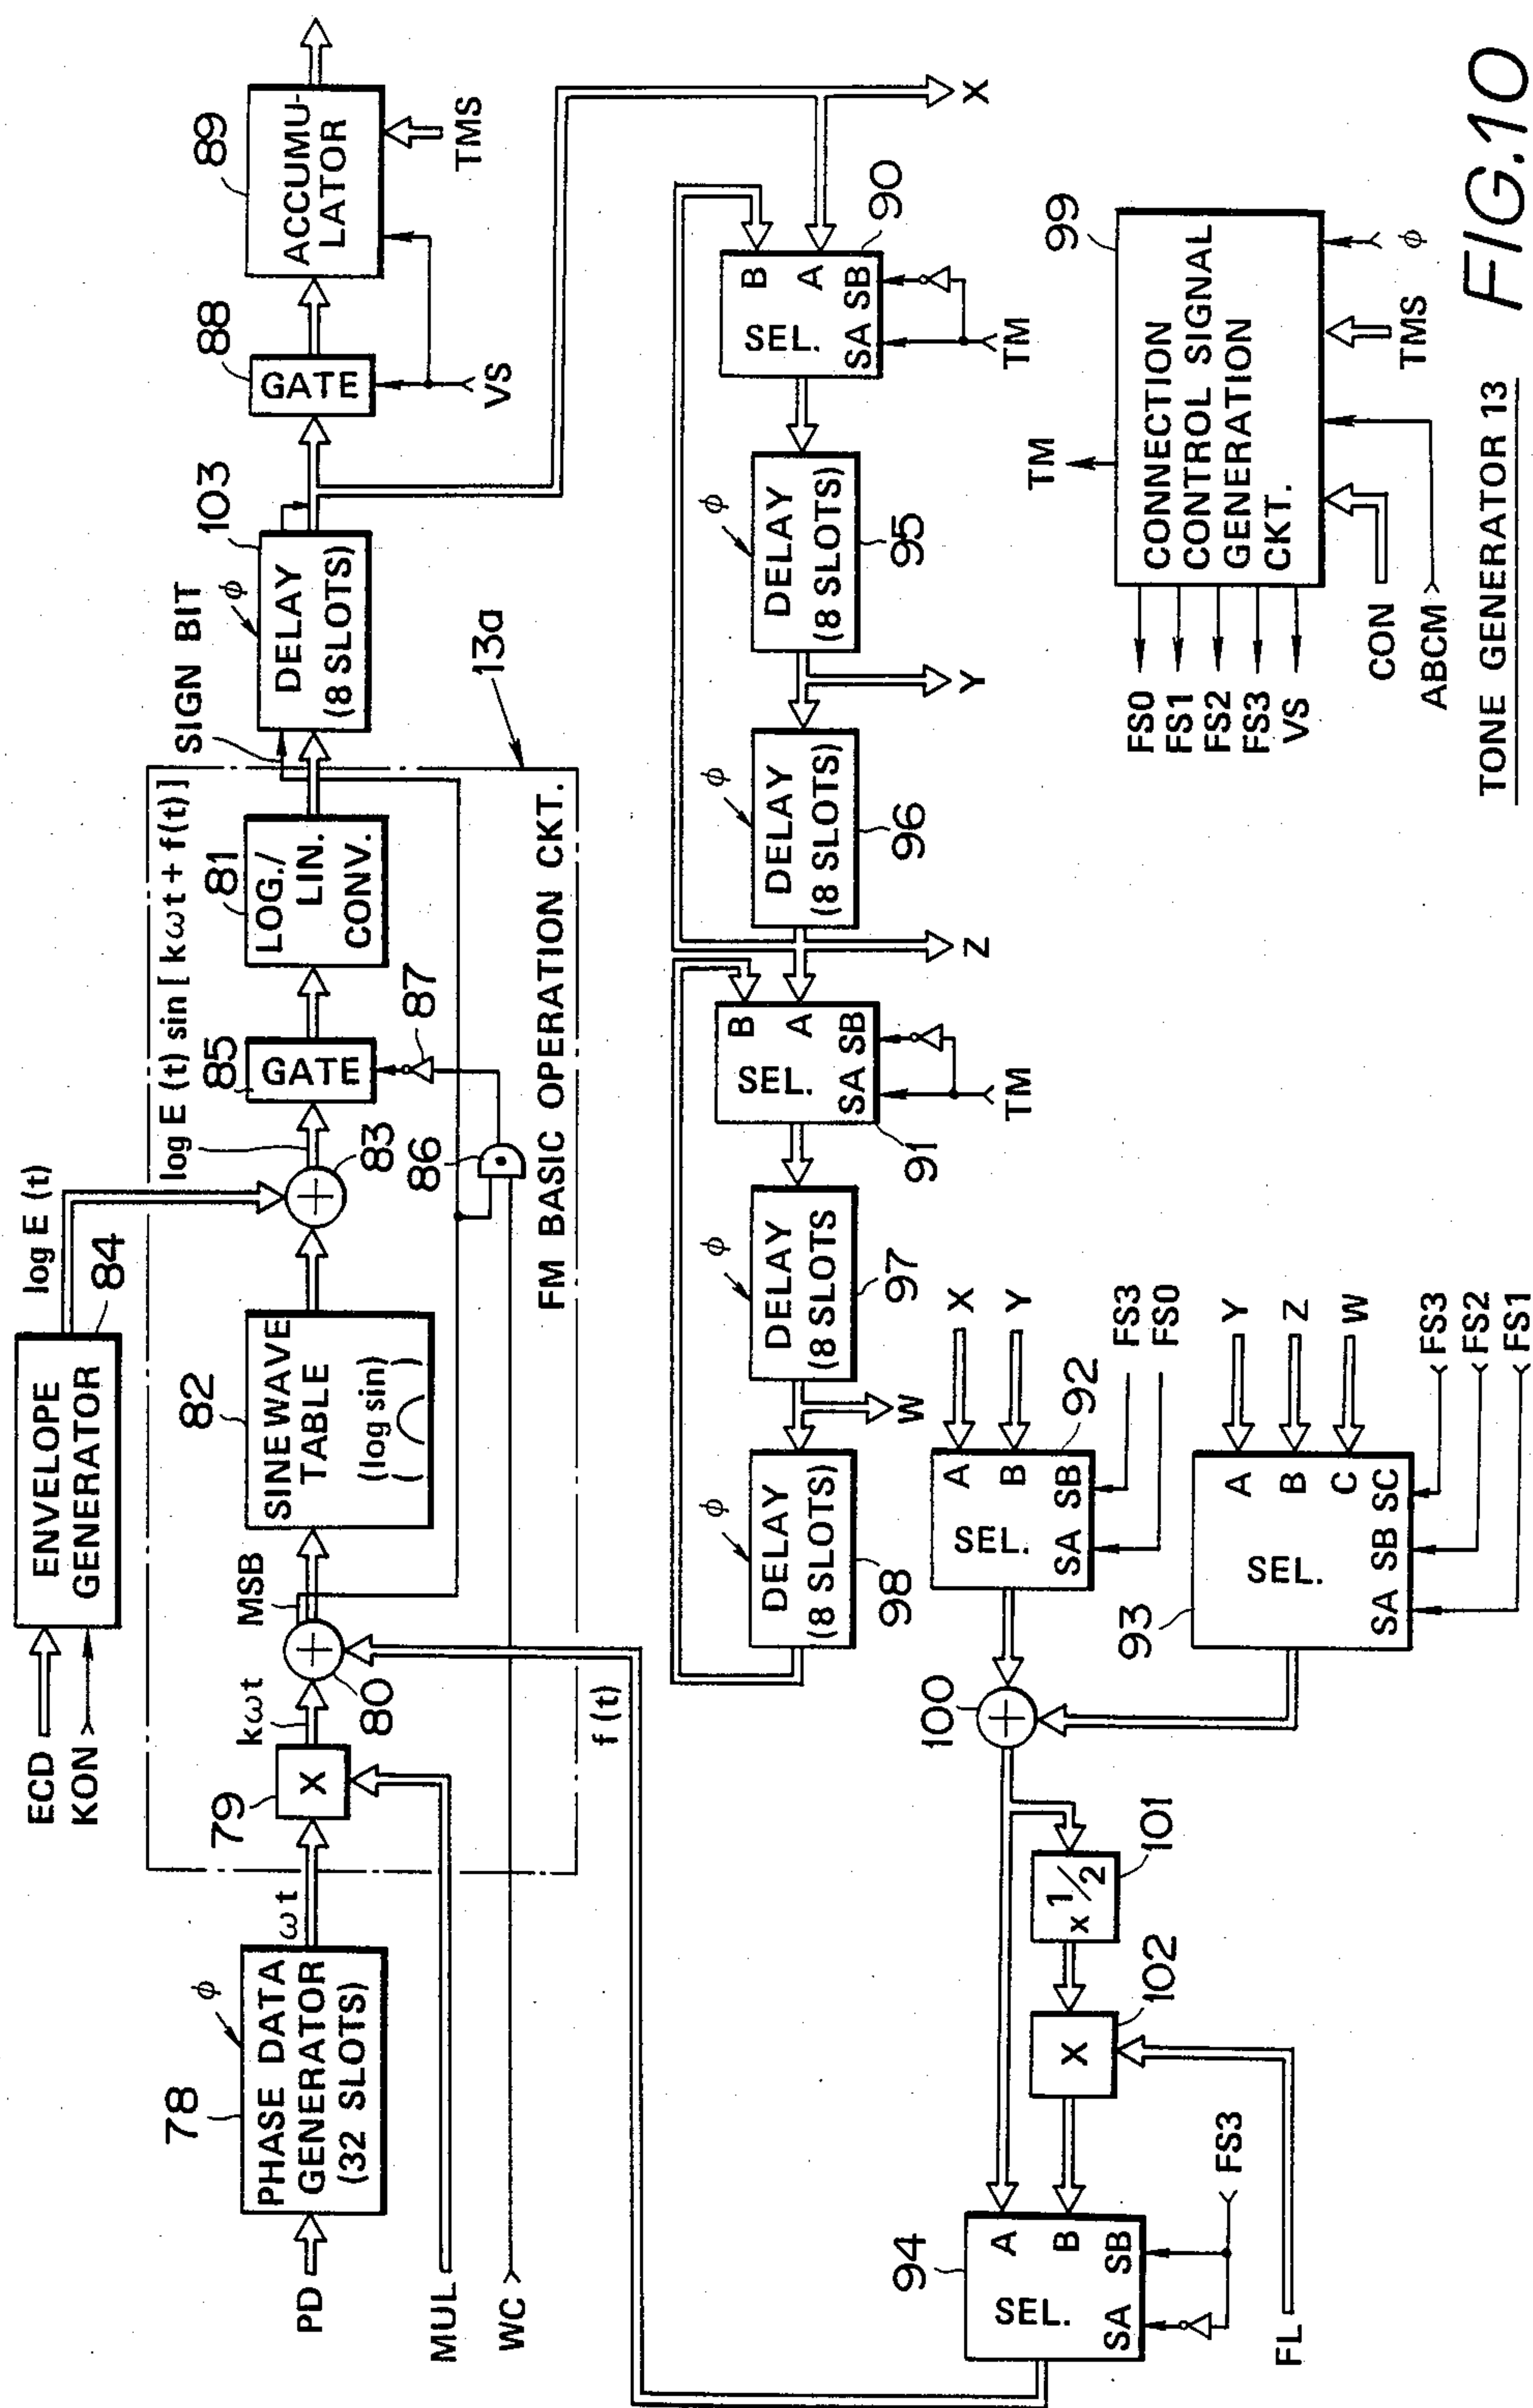 ECD
KON
ENVELOPE
GENERATOR
84
log E (t)
PD
78
PHASE DATA
GENERATOR
(32 SLOTS)
ϕ
ωt
79
X
kωt
80
+
MSB
82
SINEWAVE
TABLE
(log sin)
( )
+
83
log E (t) sin [ kωt + f(t)]
85
GATE
86
87
81
LOG./
LIN.
CONV.
SIGN BIT
ϕ
103
DELAY
(8 SLOTS)
88
GATE
VS
89
ACCUMU-
LATOR
TMS
MUL
WC
f (t)
FM BASIC OPERATION CKT.
13a
X
ϕ
DELAY
(8 SLOTS)
98
W
ϕ
DELAY
(8 SLOTS
97
B
A
SEL.
SA SB
91
TM
Z
ϕ
DELAY
(8 SLOTS)
96
Y
ϕ
DELAY
(8 SLOTS)
95
B
A
SEL.
SA SB
90
TM
94
A
B
SEL.
SA
SB
FS3
FL
102
X
101
x 1/2
100
+
A
B
SEL.
SA SB
92
X
Y
FS3
FS0
93
A
B
C
SEL.
SA SB SC
Y
Z
W
FS3
FS2
FS1
FS0
FS1
FS2
FS3
VS
TM
99
CONNECTION
CONTROL SIGNAL
GENERATION
CKT.
CON
ABCM
TMS
ϕ
TONE GENERATOR 13
FIG.10